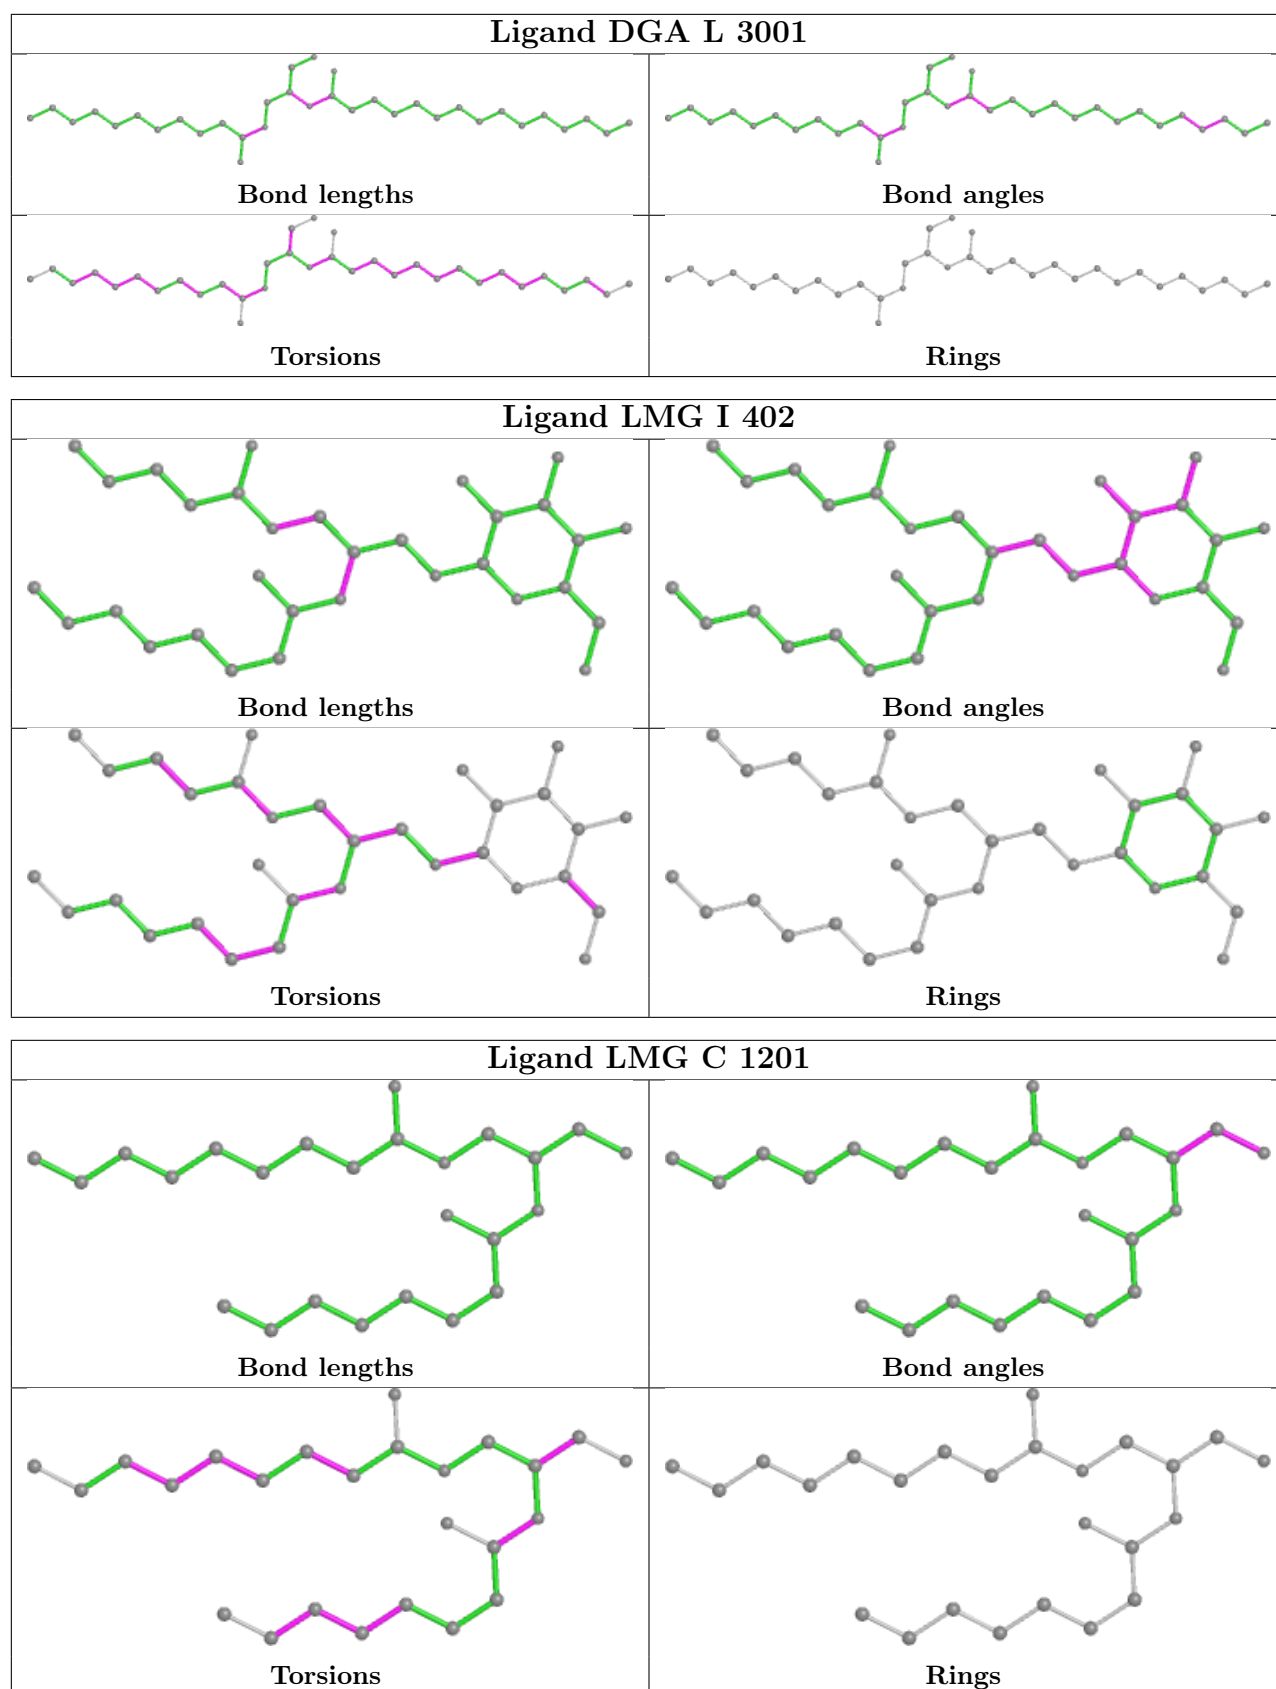 Ligand DGA L 3001
Bond lengths
Bond angles
Torsions
Rings
Ligand LMG I 402
Bond lengths
Bond angles
Torsions
Rings
Ligand LMG C 1201
Bond lengths
Bond angles
Torsions
Rings